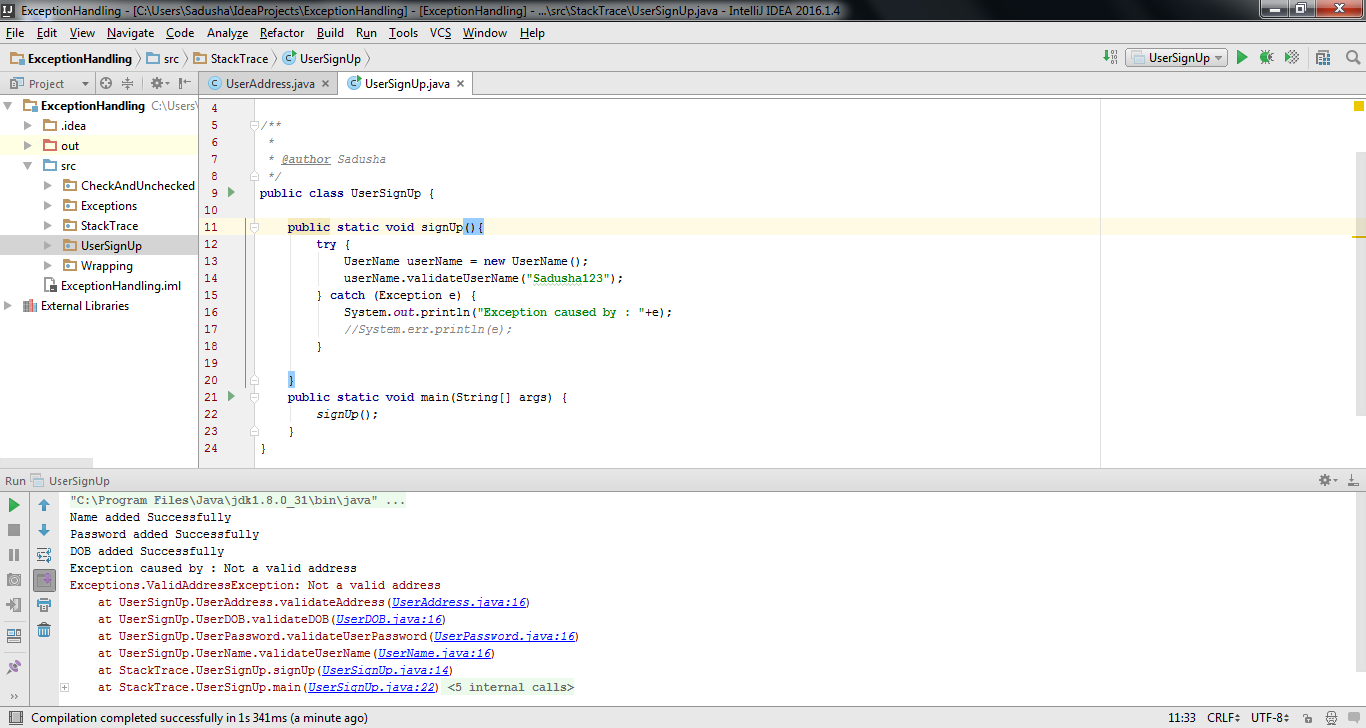 ExceptionHandling - [C:\Users\Sadusha\IdeaProjects\ExceptionHandling] - [ExceptionHandling] - ...\src\StackTrace\UserSignUp.java - IntelliJ IDEA 2016.1.4
File Edit View Navigate Code Analyze Refactor Build Run Tools VCS Window Help
ExceptionHandling src StackTrace UserSignUp UserSignUp
Project UserAddress.java UserSignUp.java
ExceptionHandling C:\Users\
.idea
out
src
CheckAndUnchecked
Exceptions
StackTrace
UserSignUp
Wrapping
ExceptionHandling.iml
External Libraries
4
5 /**
6 *
7 * @author Sadusha
8 */
9 public class UserSignUp {
10
11 public static void signUp(){
12 try {
13 UserName userName = new UserName();
14 userName.validateUserName("Sadusha123");
15 } catch (Exception e) {
16 System.out.println("Exception caused by : "+e);
17 //System.err.println(e);
18 }
19
20 }
21 public static void main(String[] args) {
22 signUp();
23 }
24 }
Run UserSignUp
"C:\Program Files\Java\jdk1.8.0_31\bin\java" ...
Name added Successfully
Password added Successfully
DOB added Successfully
Exception caused by : Not a valid address
Exceptions.ValidAddressException: Not a valid address
at UserSignUp.UserAddress.validateAddress(UserAddress.java:16)
at UserSignUp.UserDOB.validateDOB(UserDOB.java:16)
at UserSignUp.UserPassword.validateUserPassword(UserPassword.java:16)
at UserSignUp.UserName.validateUserName(UserName.java:16)
at StackTrace.UserSignUp.signUp(UserSignUp.java:14)
at StackTrace.UserSignUp.main(UserSignUp.java:22) <5 internal calls>
Compilation completed successfully in 1s 341ms (a minute ago) 11:33 CRLF UTF-8